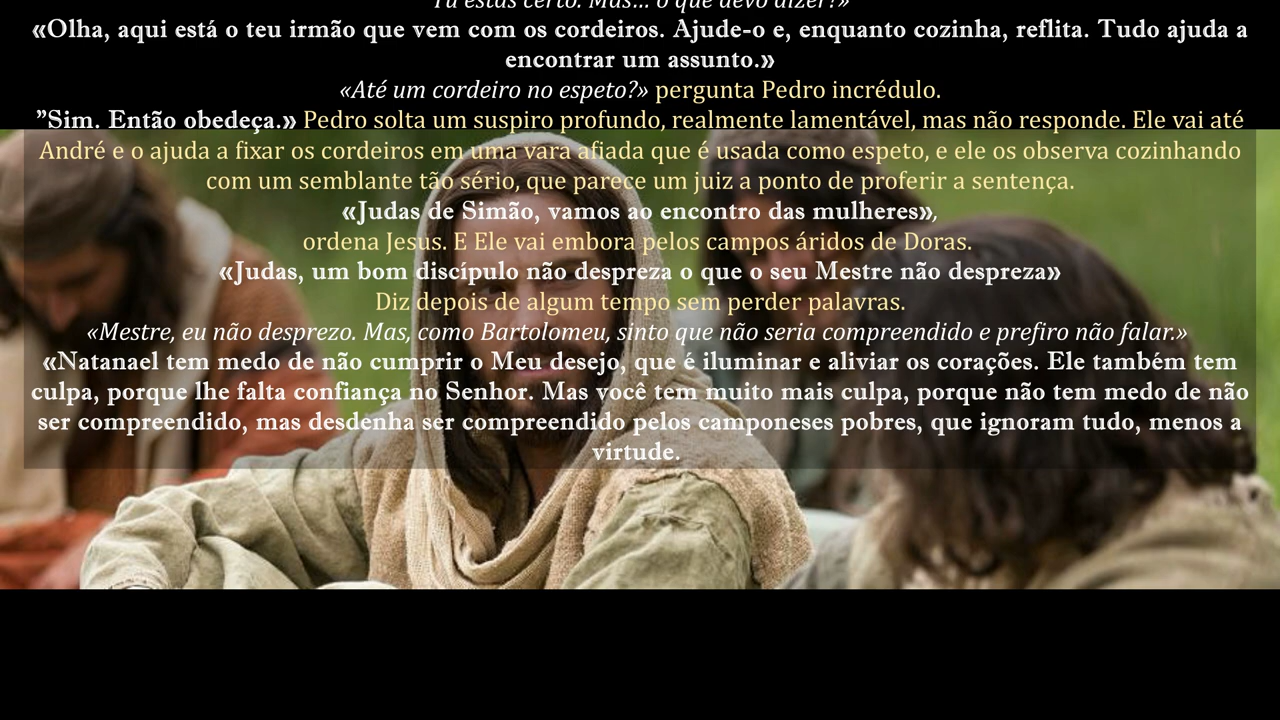 Tu estás certo. Mas... o que devo dizer?»
«Olha, aqui está o teu irmão que vem com os cordeiros. Ajude-o e, enquanto cozinha, reflita. Tudo ajuda a
encontrar um assunto.»
«Até um cordeiro no espeto?» pergunta Pedro incrédulo.
”Sim. Então obedeça.» Pedro solta um suspiro profundo, realmente lamentável, mas não responde. Ele vai até
André e o ajuda a fixar os cordeiros em uma vara afiada que é usada como espeto, e ele os observa cozinhando
com um semblante tão sério, que parece um juiz a ponto de proferir a sentença.
«Judas de Simão, vamos ao encontro das mulheres»,
ordena Jesus. E Ele vai embora pelos campos áridos de Doras.
«Judas, um bom discípulo não despreza o que o seu Mestre não despreza»
Diz depois de algum tempo sem perder palavras.
«Mestre, eu não desprezo. Mas, como Bartolomeu, sinto que não seria compreendido e prefiro não falar.»
«Natanael tem medo de não cumprir o Meu desejo, que é iluminar e aliviar os corações. Ele também tem
culpa, porque lhe falta confiança no Senhor. Mas você tem muito mais culpa, porque não tem medo de não
ser compreendido, mas desdenha ser compreendido pelos camponeses pobres, que ignoram tudo, menos a
virtude.